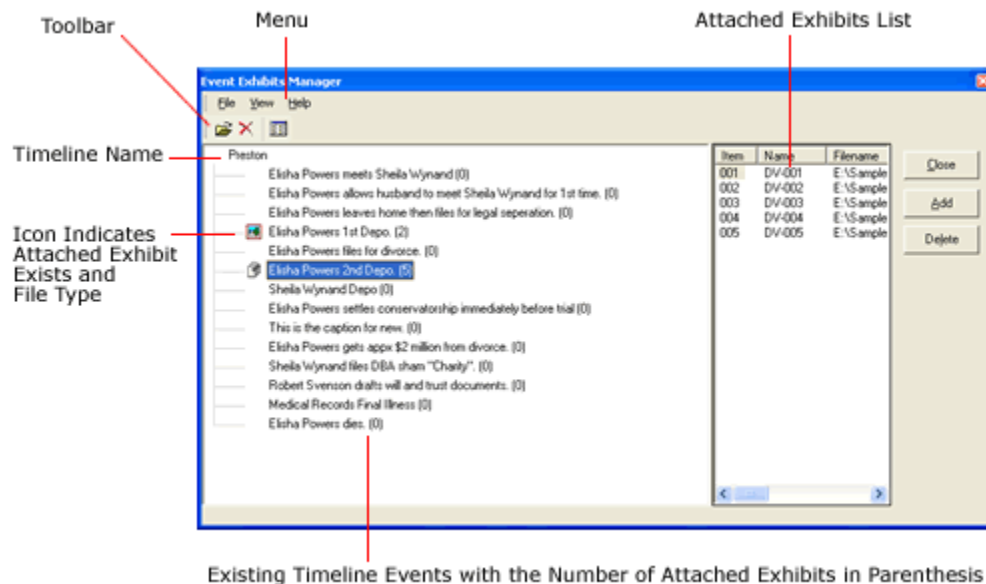 Toolbar
Menu
Attached Exhibits List
Event Exhibits Manager
File View Help
Timeline Name
Preston
Elisha Powers meets Sheila Wynand (0)
Elisha Powers allows husband to meet Sheila Wynand for 1st time. (0)
Elisha Powers leaves home then files for legal seperation. (0)
Icon Indicates
Attached Exhibit
Exists and
File Type
Elisha Powers 1st Depo. (2)
Elisha Powers files for divorce. (0)
Elisha Powers 2nd Depo. (5)
Sheila Wynand Depo (0)
Elisha Powers settles conservatorship immediately before trial (0)
This is the caption for new. (0)
Elisha Powers gets appx $2 million from divorce. (0)
Sheila Wynand files DBA sham "Charity". (0)
Robert Svenson drafts will and trust documents. (0)
Medical Records Final Illness (0)
Elisha Powers dies. (0)
Item Name Filename
001 DV-001 E:\Sample
002 DV-002 E:\Sample
003 DV-003 E:\Sample
004 DV-004 E:\Sample
005 DV-005 E:\Sample
Close
Add
Delete
Existing Timeline Events with the Number of Attached Exhibits in Parenthesis